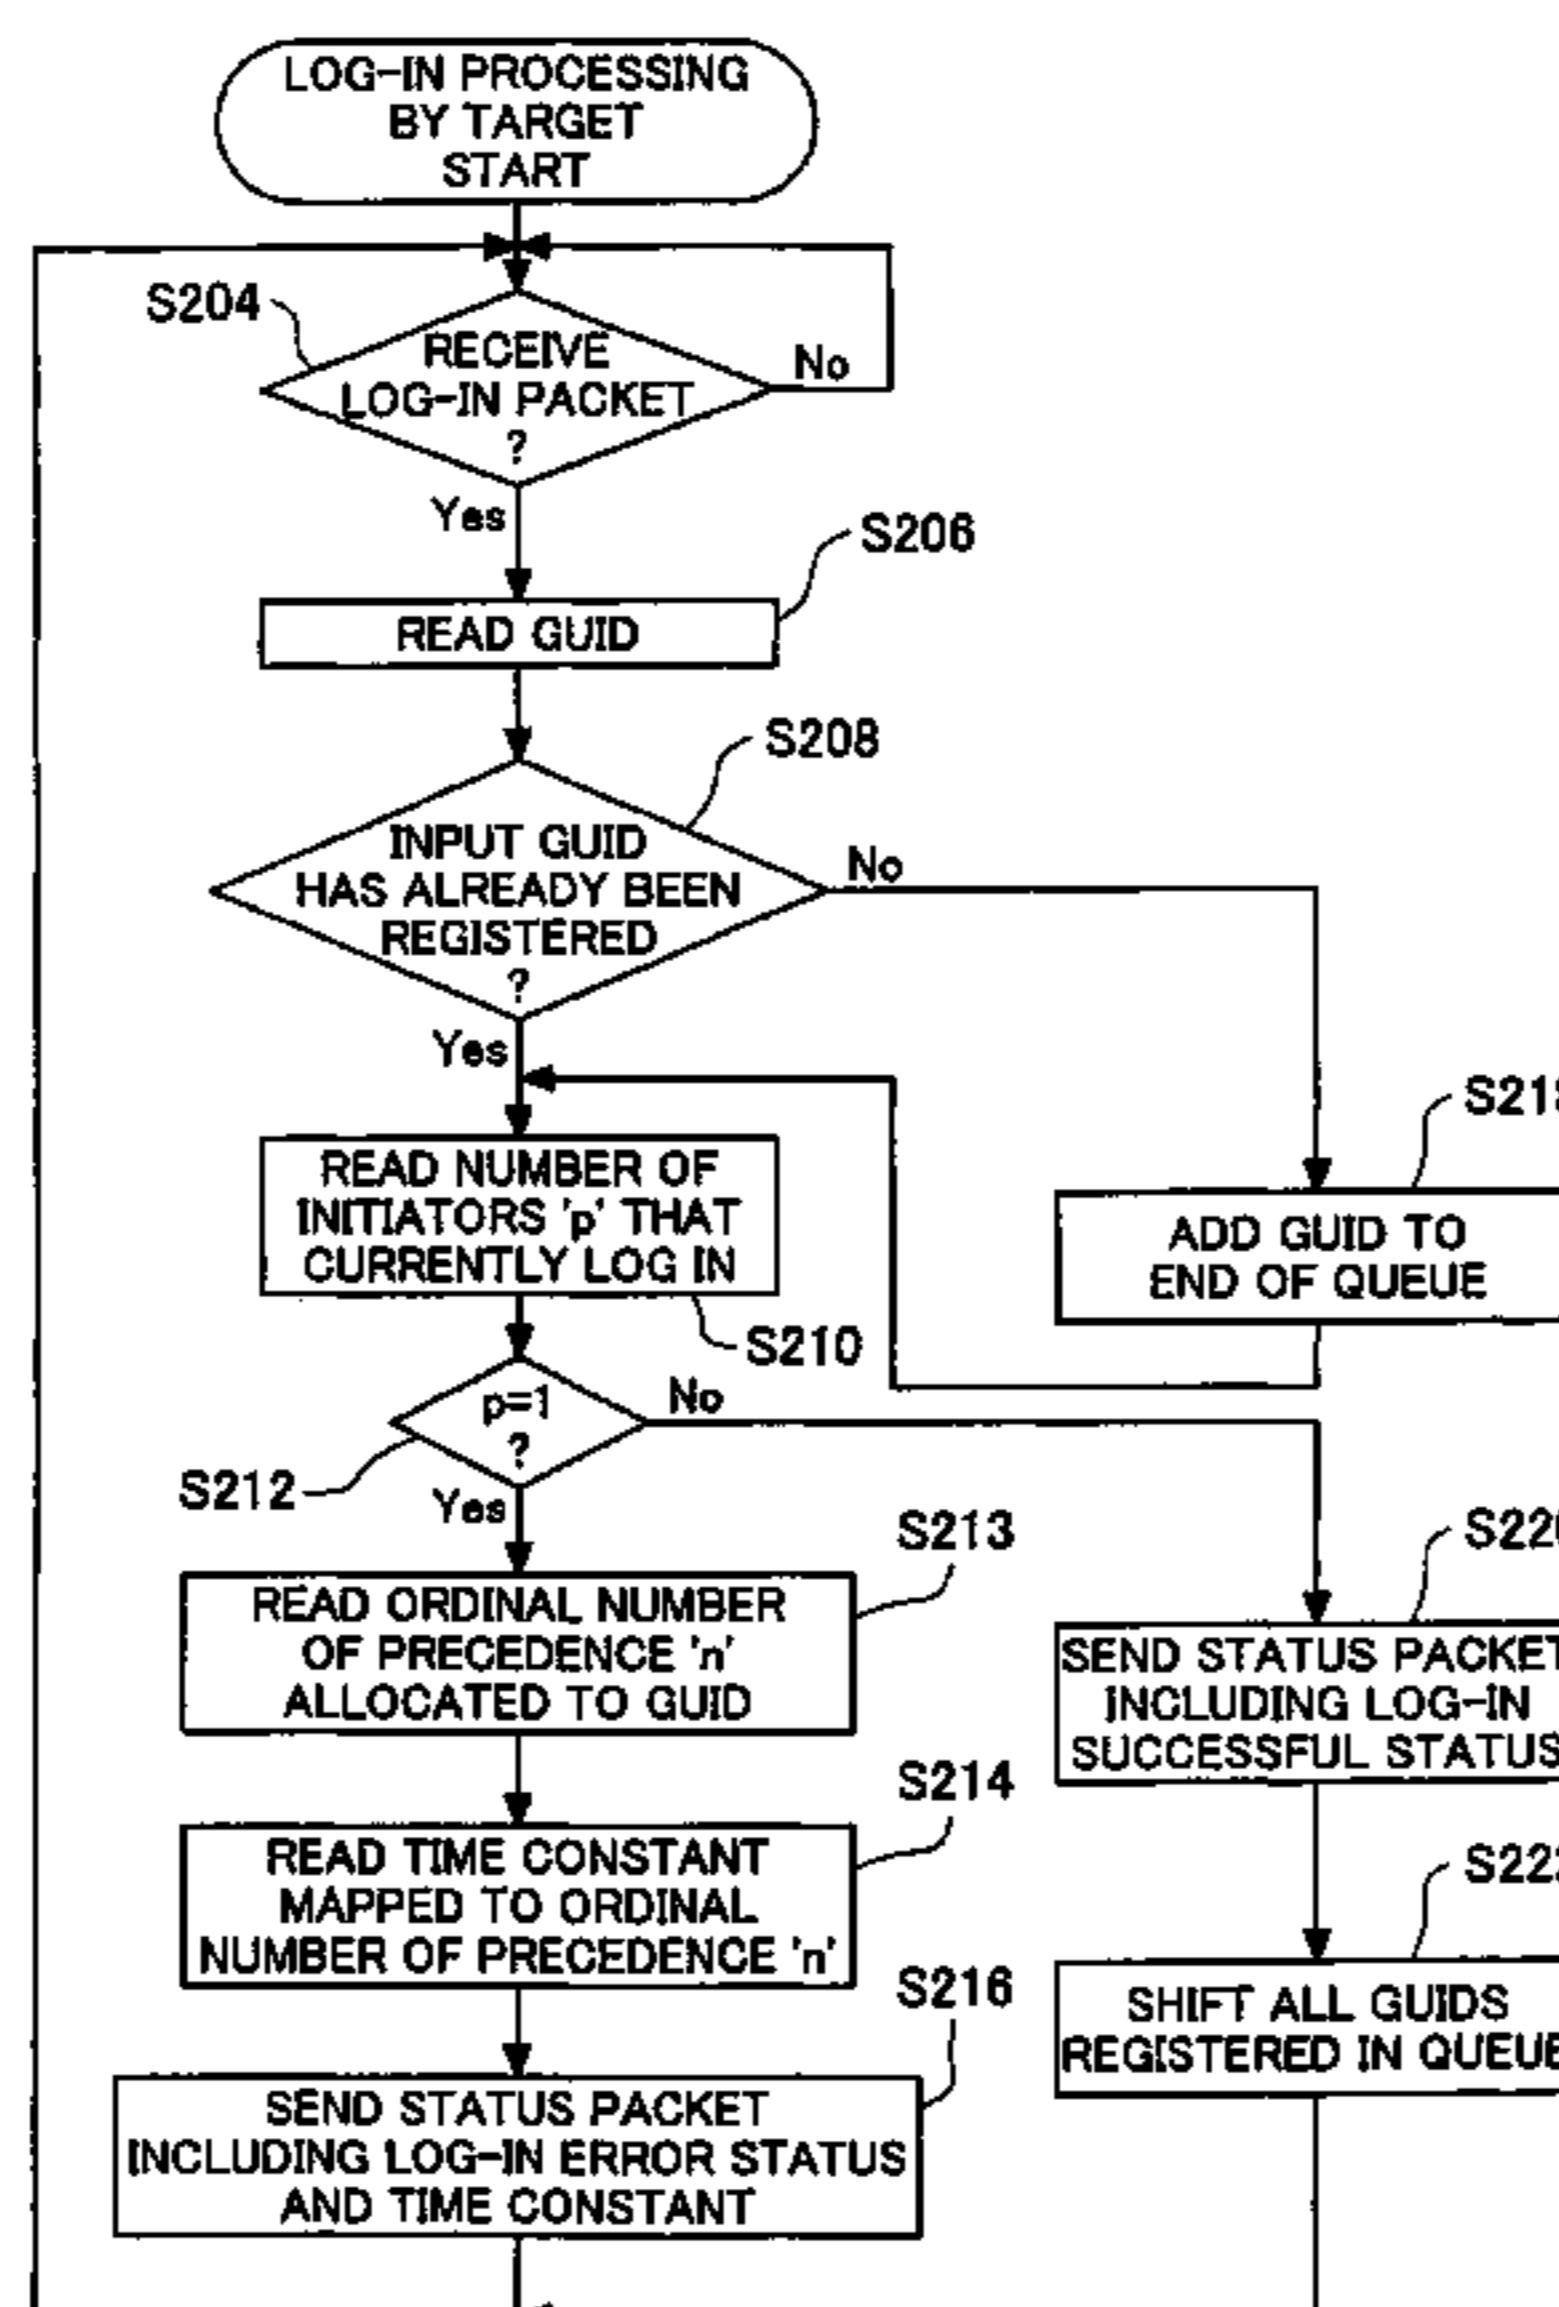 LOG-IN PROCESSING
BY TARGET
START
S204
RECEIVE
LOG-IN PACKET
?
No
Yes
S206
READ GUID
S208
INPUT GUID
HAS ALREADY BEEN
REGISTERED
?
No
Yes
READ NUMBER OF
INITIATORS 'p' THAT
CURRENTLY LOG IN
S210
ADD GUID TO
END OF QUEUE
p=1
?
No
S212
Yes
S213
READ ORDINAL NUMBER
OF PRECEDENCE 'n'
ALLOCATED TO GUID
SEND STATUS PACKET
INCLUDING LOG-IN
SUCCESSFUL STATUS
S214
READ TIME CONSTANT
MAPPED TO ORDINAL
NUMBER OF PRECEDENCE 'n'
SHIFT ALL GUIDS
REGISTERED IN QUEUE
S216
SEND STATUS PACKET
INCLUDING LOG-IN ERROR STATUS
AND TIME CONSTANT